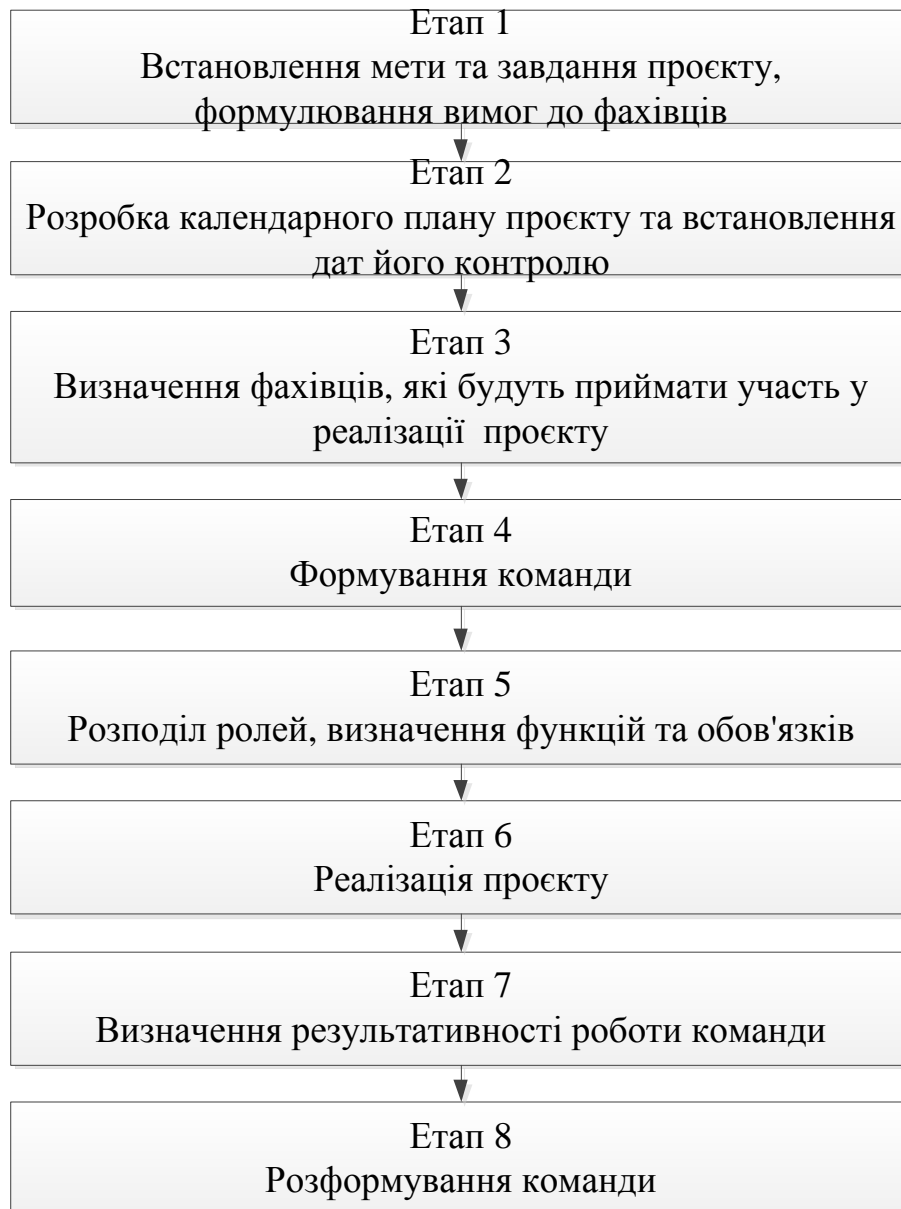 Етап 1
Встановлення мети та завдання проєкту,
формулювання вимог до фахівців
Етап 2
Розробка календарного плану проєкту та встановлення
дат його контролю
Етап 3
Визначення фахівців, які будуть приймати участь у
реалізації  проєкту
Етап 4
Формування команди
Етап 5
Розподіл ролей, визначення функцій та обов'язків
Етап 6
Реалізація проєкту
Етап 7
Визначення результативності роботи команди
Етап 8
Розформування команди